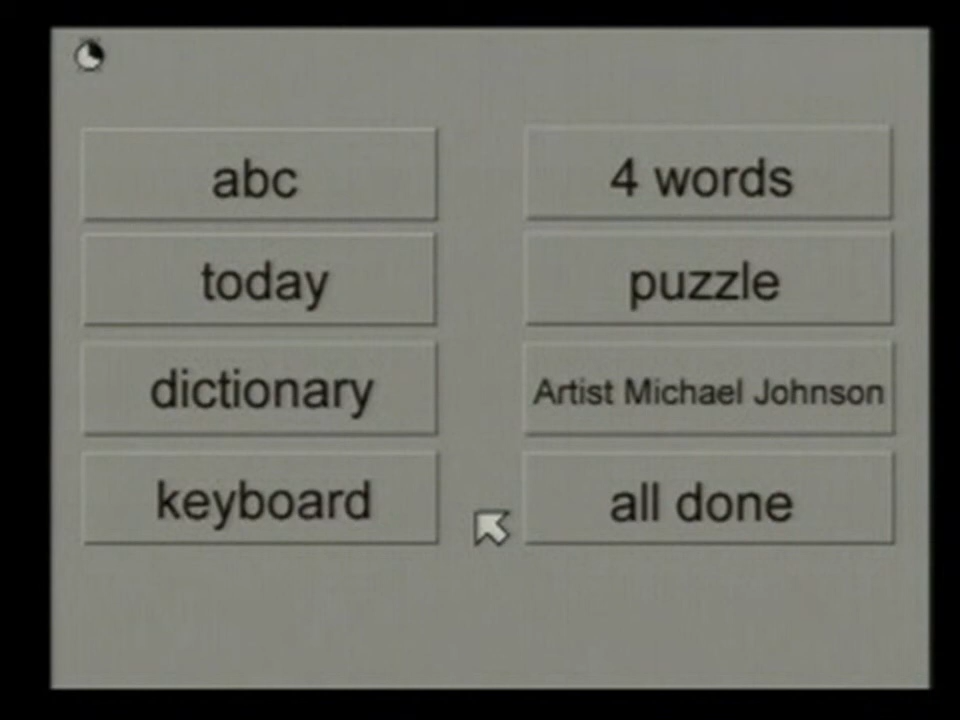 abc
today
dictionary
keyboard
4 words
puzzle
Artist Michael Johnson
all done